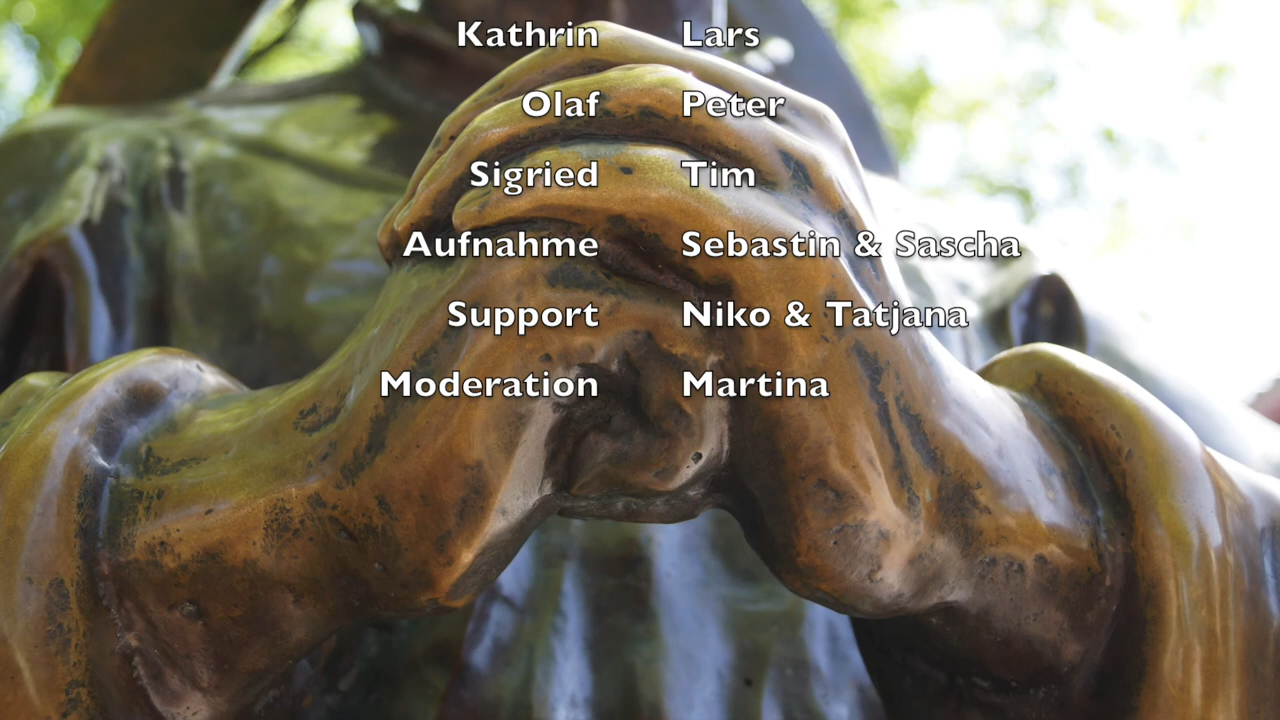 Kathrin Lars
Olaf Peter
Sigried Tim
Aufnahme Sebastin & Sascha
Support Niko & Tatjana
Moderation Martina